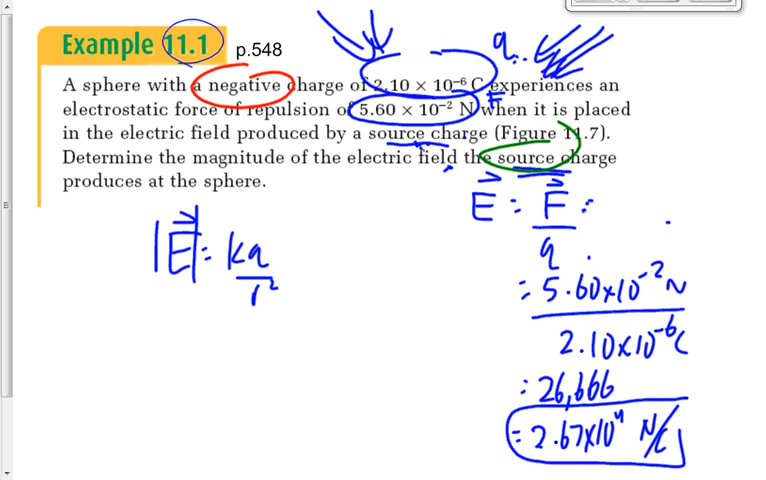 Example 11.1 p.548
q
A sphere with a negative charge of 2.10 × 10⁻⁶ C experiences an
electrostatic force of repulsion of 5.60 × 10⁻² N when it is placed
F
in the electric field produced by a source charge (Figure 11.7).
Determine the magnitude of the electric field the source charge
produces at the sphere.
|E⃗| = kq/r²
E⃗ = F⃗/q =
= 5.60×10⁻² N
2.10×10⁻⁶ C
= 26,666
= 2.67×10⁴ N/C